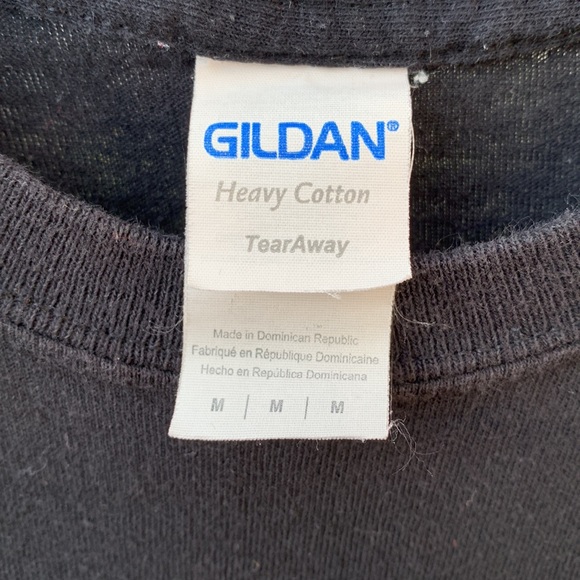 GILDAN®
Heavy Cotton
TearAway
Made in Dominican Republic
Fabriqué en République Dominicaine
Hecho en República Dominicana
M | M | M